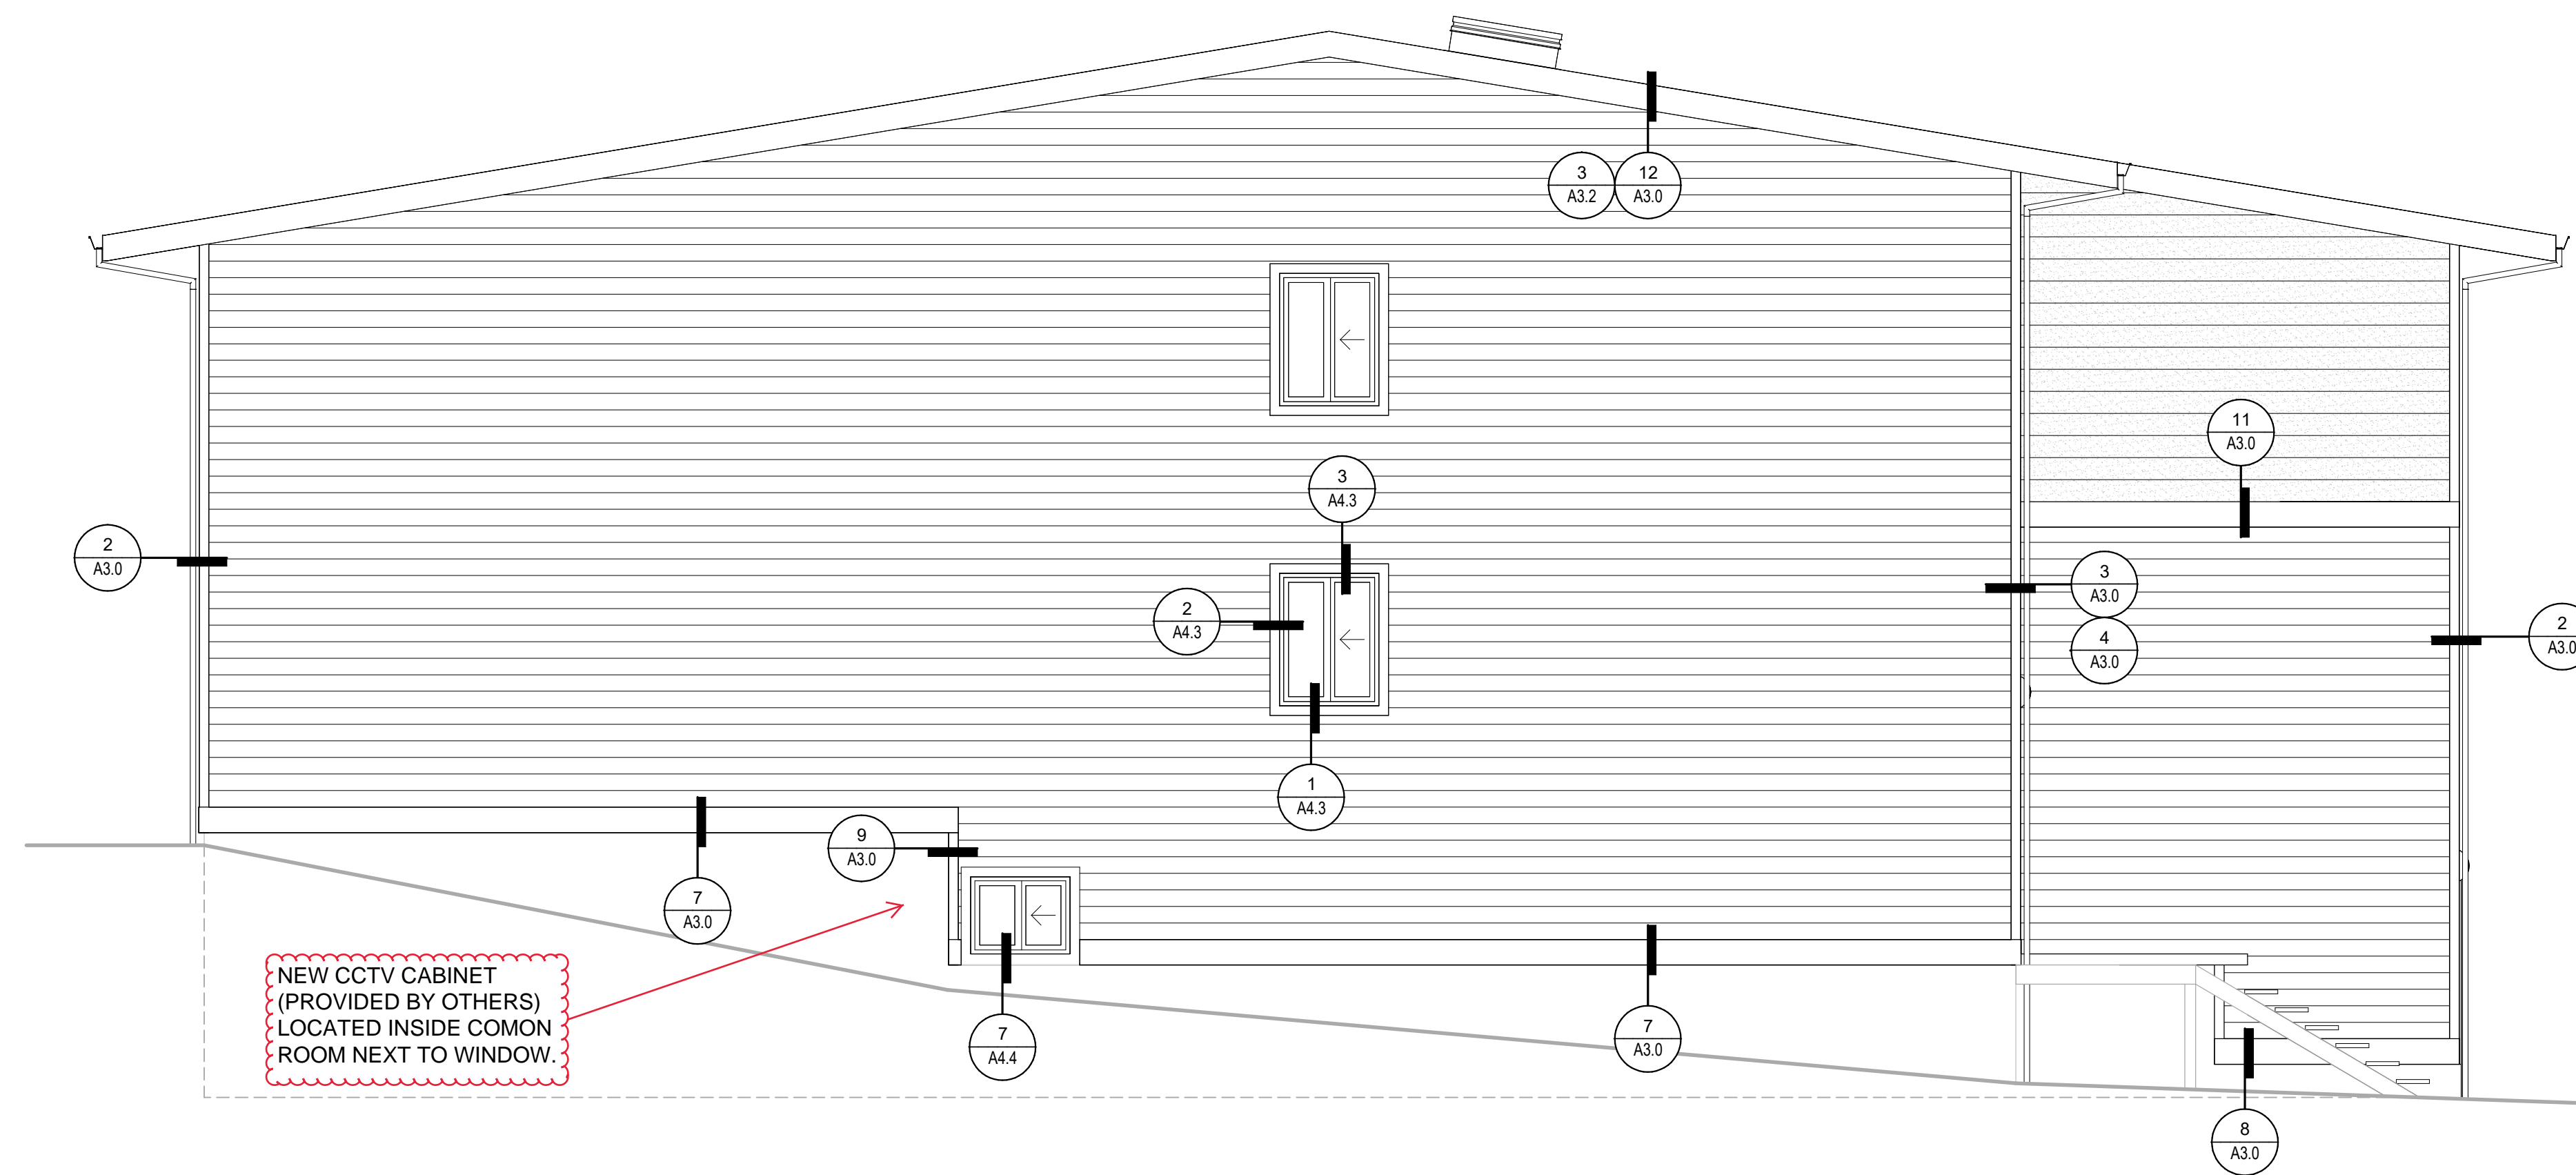 3
A3.2
12
A3.0
11
A3.0
3
A4.3
2
A3.0
3
A3.0
2
A4.3
2
A3.0
4
A3.0
1
A4.3
9
A3.0
7
A3.0
NEW CCTV CABINET
(PROVIDED BY OTHERS)
LOCATED INSIDE COMON
ROOM NEXT TO WINDOW.
7
A4.4
7
A3.0
8
A3.0